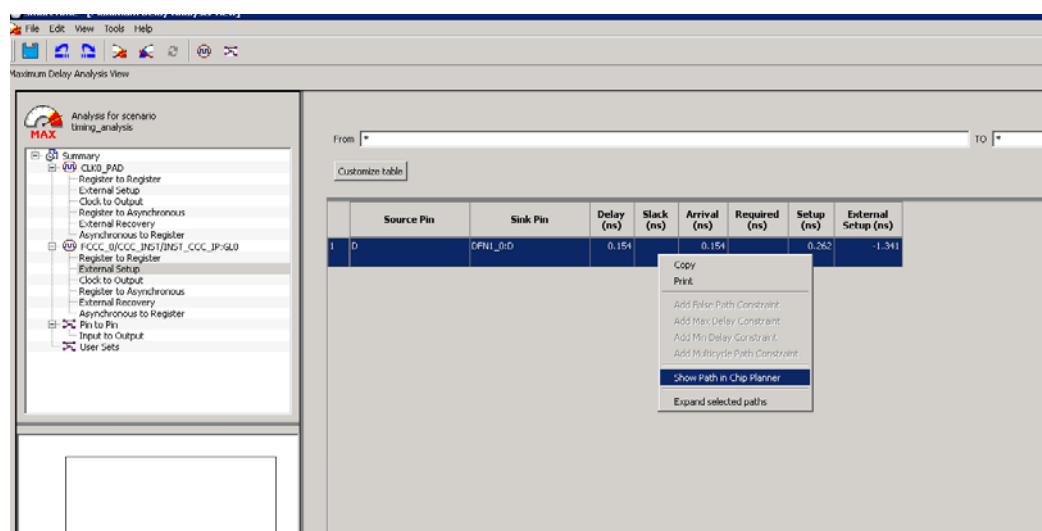 File Edit View Tools Help
Maximum Delay Analysis View
MAX
Analysis for scenario
timing_analysis
Summary
CLK0_PAD
Register to Register
External Setup
Clock to Output
Register to Asynchronous
External Recovery
Asynchronous to Register
FCCC_0/CCC_INST/INST_CCC_IP:GL0
Register to Register
External Setup
Clock to Output
Register to Asynchronous
External Recovery
Asynchronous to Register
Pin to Pin
Input to Output
User Sets
From * TO *
Customize table
Source Pin Sink Pin Delay (ns) Slack (ns) Arrival (ns) Required (ns) Setup (ns) External Setup (ns)
1 D DFN1_0:D 0.154 0.154 0.262 -1.341
Copy
Print
Add False Path Constraint
Add Max Delay Constraint
Add Min Delay Constraint
Add Multicycle Path Constraint
Show Path in Chip Planner
Expand selected paths